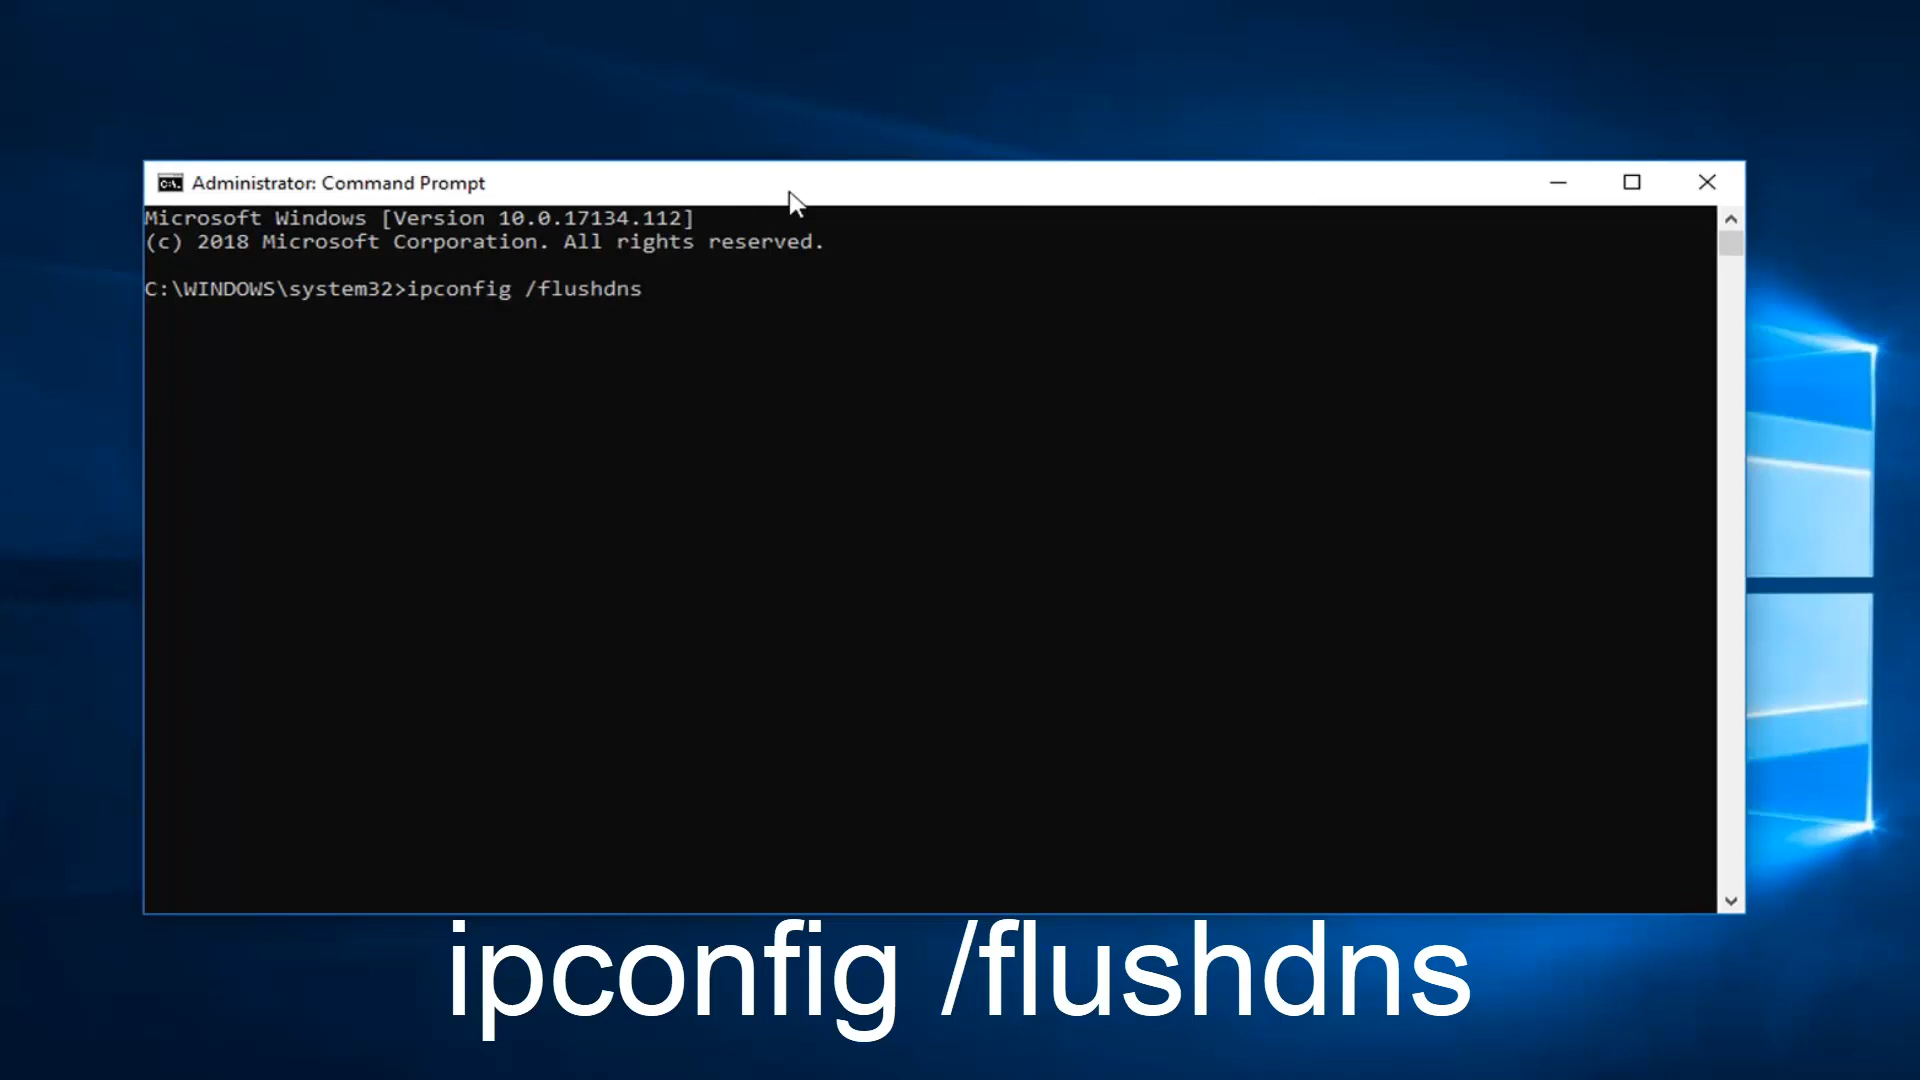 Administrator: Command Prompt
Microsoft Windows [Version 10.0.17134.112]
(c) 2018 Microsoft Corporation. All rights reserved.
C:\WINDOWS\system32>ipconfig /flushdns
ipconfig /flushdns